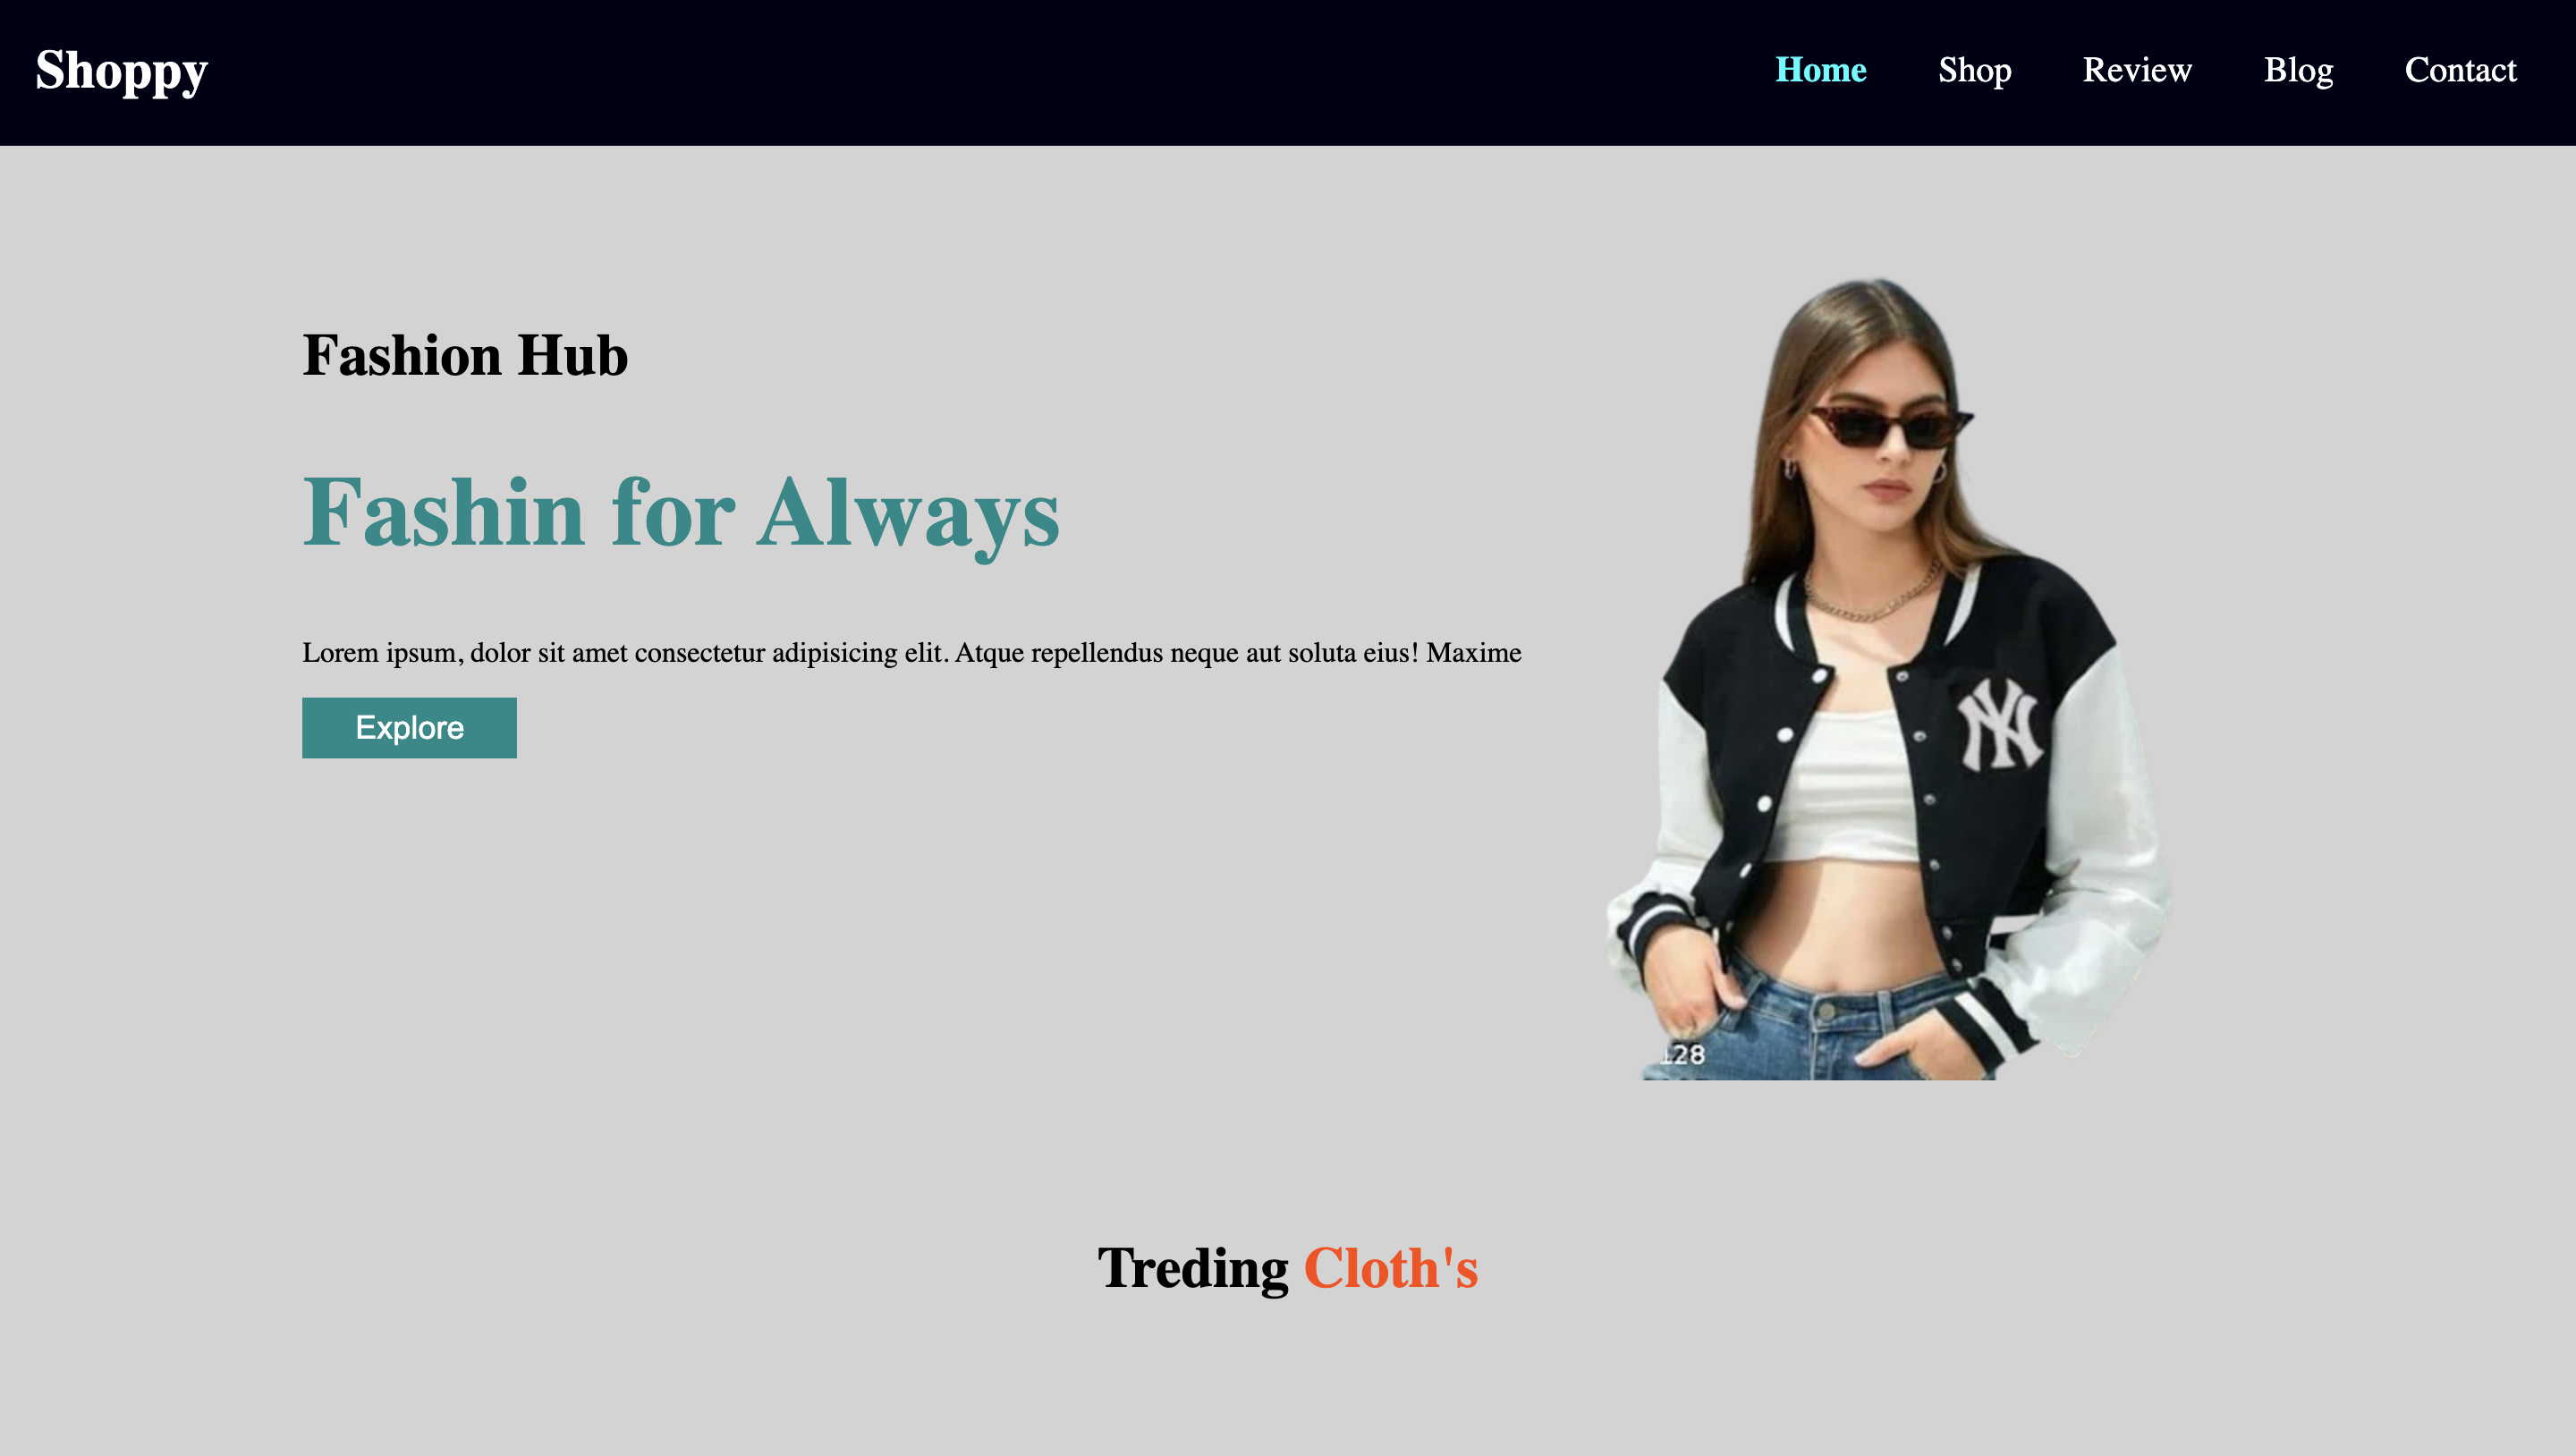 Shoppy
Home Shop Review Blog Contact
Fashion Hub
Fashin for Always
Lorem ipsum, dolor sit amet consectetur adipisicing elit. Atque repellendus neque aut soluta eius! Maxime
Explore
NY
128
Treding Cloth's